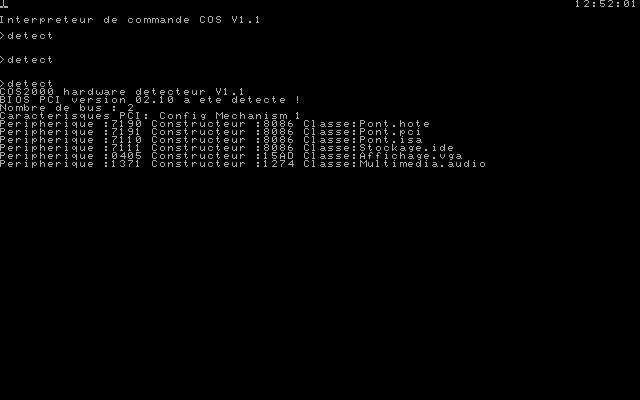 12:52:01
Interpreteur de commande COS V1.1
>detect
>detect
>detect
COS2000 hardware detecteur V1.1
BIOS PCI version 02.10 a ete detecte !
Nombre de bus : 2
Caracterisques PCI: Config Mechanism 1
Peripherique :7190 Constructeur :8086 Classe:Pont.hote
Peripherique :7191 Constructeur :8086 Classe:Pont.pci
Peripherique :7110 Constructeur :8086 Classe:Pont.isa
Peripherique :7111 Constructeur :8086 Classe:Stockage.ide
Peripherique :0405 Constructeur :15AD Classe:Affichage.vga
Peripherique :1371 Constructeur :1274 Classe:Multimedia.audio